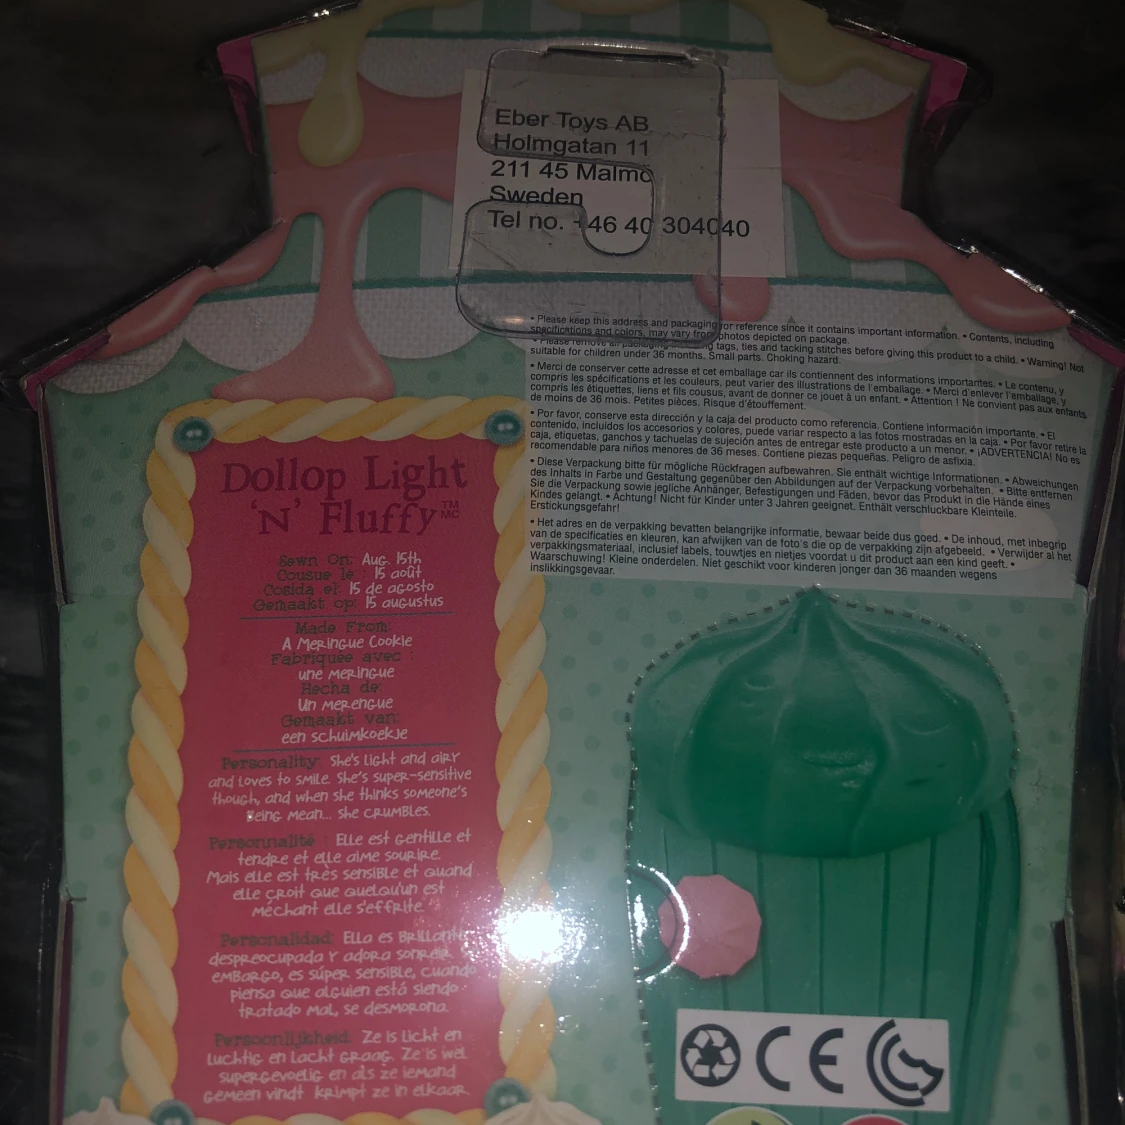 Eber Toys AB
Holmgatan 11
211 45 Malmö
Sweden
Tel no. +46 40 304040
• Please keep this address and packaging for reference since it contains important information. • Contents, including
specifications and colors, may vary from photos depicted on package.
• Please remove all packaging tags, ties and tacking stitches before giving this product to a child. • Warning! Not
suitable for children under 36 months. Small parts. Choking hazard.
• Merci de conserver cette adresse et cet emballage car ils contiennent des informations importantes. • Le contenu, y
compris les spécifications et les couleurs, peut varier des illustrations de l'emballage. • Merci d'enlever l'emballage, y
compris les étiquettes, liens et fils cousus, avant de donner ce jouet à un enfant. • Attention ! Ne convient pas aux enfants
de moins de 36 mois. Petites pièces. Risque d'étouffement.
• Por favor, conserve esta dirección y la caja del producto como referencia. Contiene información importante. • El
contenido, incluidos los accesorios y colores, puede variar respecto a las fotos mostradas en la caja. • Por favor retire la
caja, etiquetas, ganchos y tachuelas de sujeción antes de entregar este producto a un menor. • ¡ADVERTENCIA! No es
recomendable para niños menores de 36 meses. Contiene piezas pequeñas. Peligro de asfixia.
• Diese Verpackung bitte für mögliche Rückfragen aufbewahren. Sie enthält wichtige Informationen. • Abweichungen
des Inhalts in Farbe und Gestaltung gegenüber den Abbildungen auf der Verpackung vorbehalten. • Bitte entfernen
Sie die Verpackung sowie jegliche Anhänger, Befestigungen und Fäden, bevor das Produkt in die Hände eines
Kindes gelangt. • Achtung! Nicht für Kinder unter 3 Jahren geeignet. Enthält verschluckbare Kleinteile.
Erstickungsgefahr!
• Het adres en de verpakking bevatten belangrijke informatie, bewaar beide dus goed. • De inhoud, met inbegrip
van de specificaties en kleuren, kan afwijken van de foto's die op de verpakking zijn afgebeeld. • Verwijder al het
verpakkingsmateriaal, inclusief labels, touwtjes en nietjes voordat u dit product aan een kind geeft. •
Waarschuwing! Kleine onderdelen. Niet geschikt voor kinderen jonger dan 36 maanden wegens
inslikkingsgevaar.
Dollop Light
'N' Fluffy™ MC
Sewn On: Aug. 15th
Cousue le : 15 août
Cosida el: 15 de agosto
Gemaakt op: 15 augustus
Made From:
A Meringue Cookie
Fabriquée avec :
une meringue
Hecha de:
Un merengue
Gemaakt van:
een schuimkoekje
Personality: She's light and airy
and loves to smile. She's super-sensitive
though, and when she thinks someone's
being mean... she crumbles.
Personnalité : Elle est gentille et
tendre et elle aime sourire.
Mais elle est très sensible et quand
elle croit que quelqu'un est
méchant elle s'effrite.
Personalidad: Ella es brillante
despreocupada y adora sonreír
embargo, es súper sensible, cuando
piensa que alguien está siendo
tratado mal, se desmorona.
Persoonlijkheid: Ze is licht en
luchtig en lacht graag. Ze is wel
supergevoelig en als ze iemand
gemeen vindt krimpt ze in elkaar.
CE